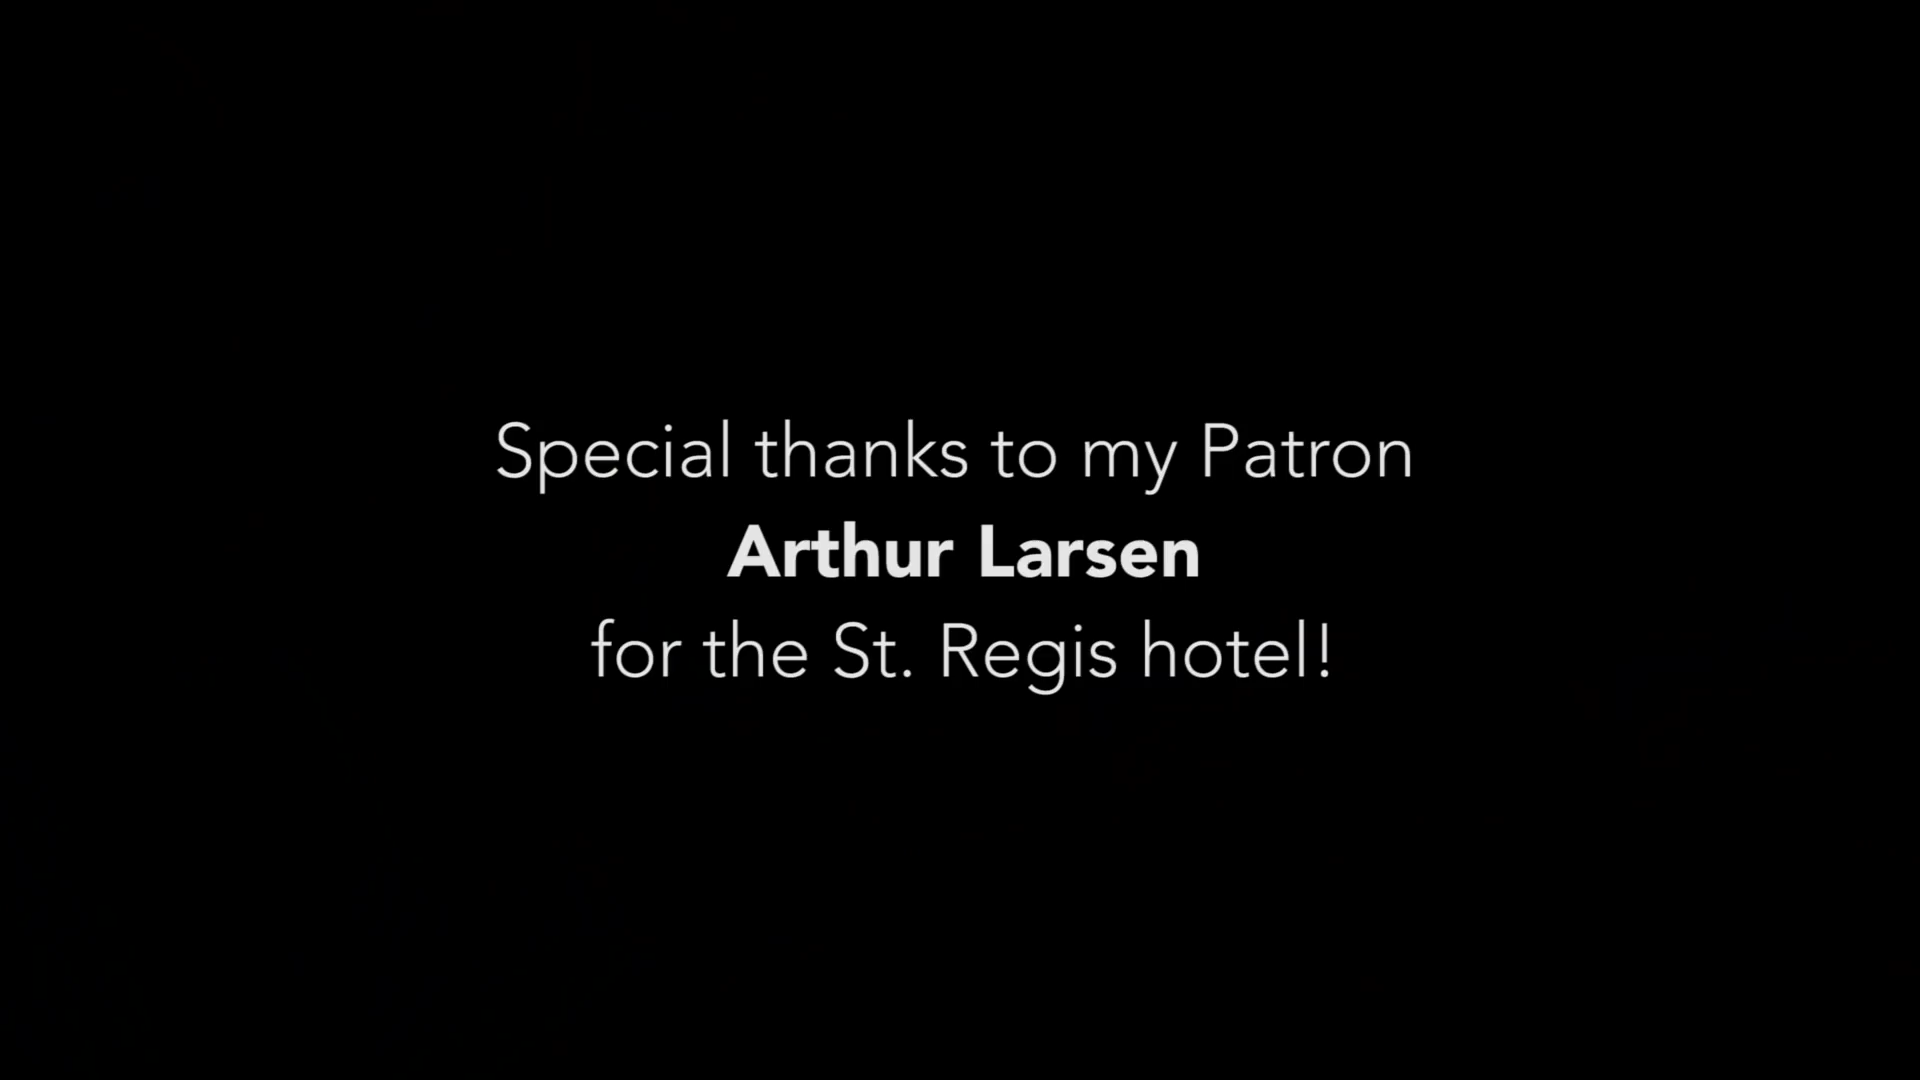 Special thanks to my Patron
Arthur Larsen
for the St. Regis hotel!